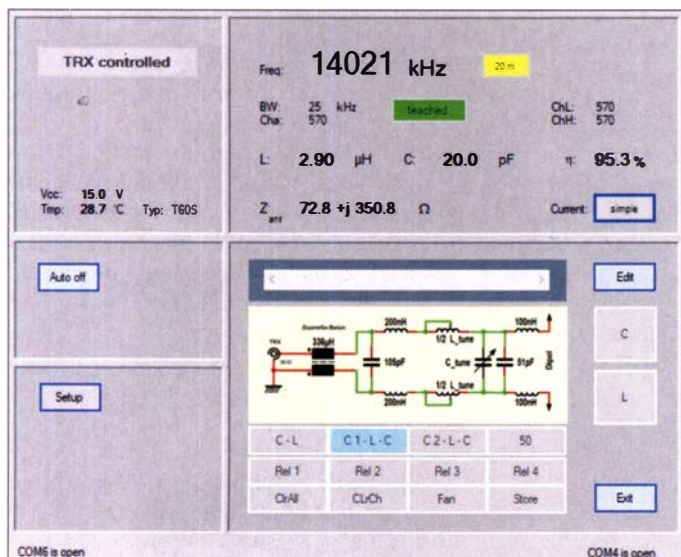 TRX controlled
Vcc: 15.0 V
Tmp: 28.7 °C Typ: T60S
Freq: 14021 kHz 20 m
BW: 25 kHz teached ChL: 570
Cha: 570 ChH: 570
L: 2.90 µH C: 20.0 pF η: 95.3 %
Z ant 72.8 +j 350.8 Ω Current: simple
Auto off
Setup
< >
Edit
C
L
Exit
200nH 100nH
Guanella-Balun 1/2 L_tune
336µH
TRX
105pF C_tune 51pF Dipol
1/2 L_tune
200nH 100nH
C - L C 1 - L - C C 2 - L - C 50
Rel 1 Rel 2 Rel 3 Rel 4
ClrAll CLrCh Fan Store
COM6 is open COM4 is open